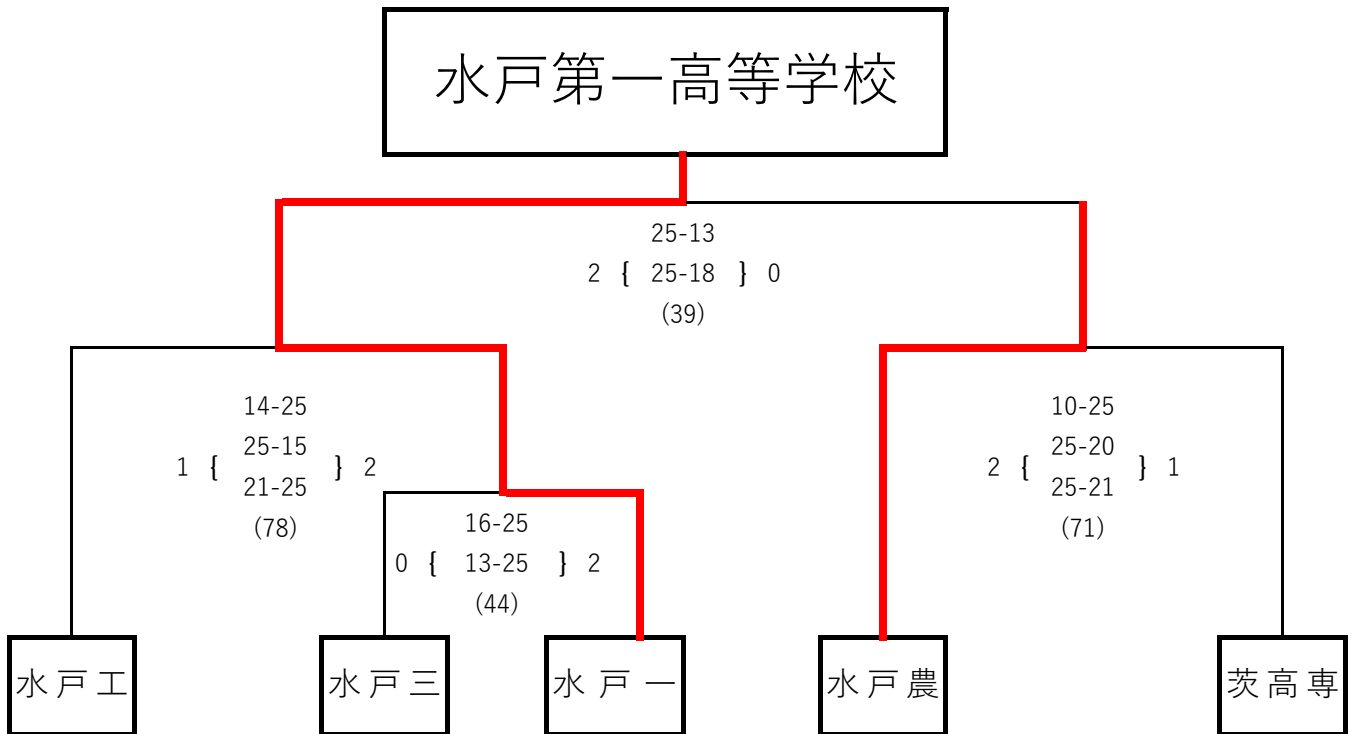 水戸第一高等学校
25-13
2 { 25-18 } 0
(39)
14-25
25-15
1 { } 2
21-25
(78)
10-25
25-20
2 { } 1
25-21
(71)
16-25
0 { 13-25 } 2
(44)
水戸工
水戸三
水戸一
水戸農
茨高専